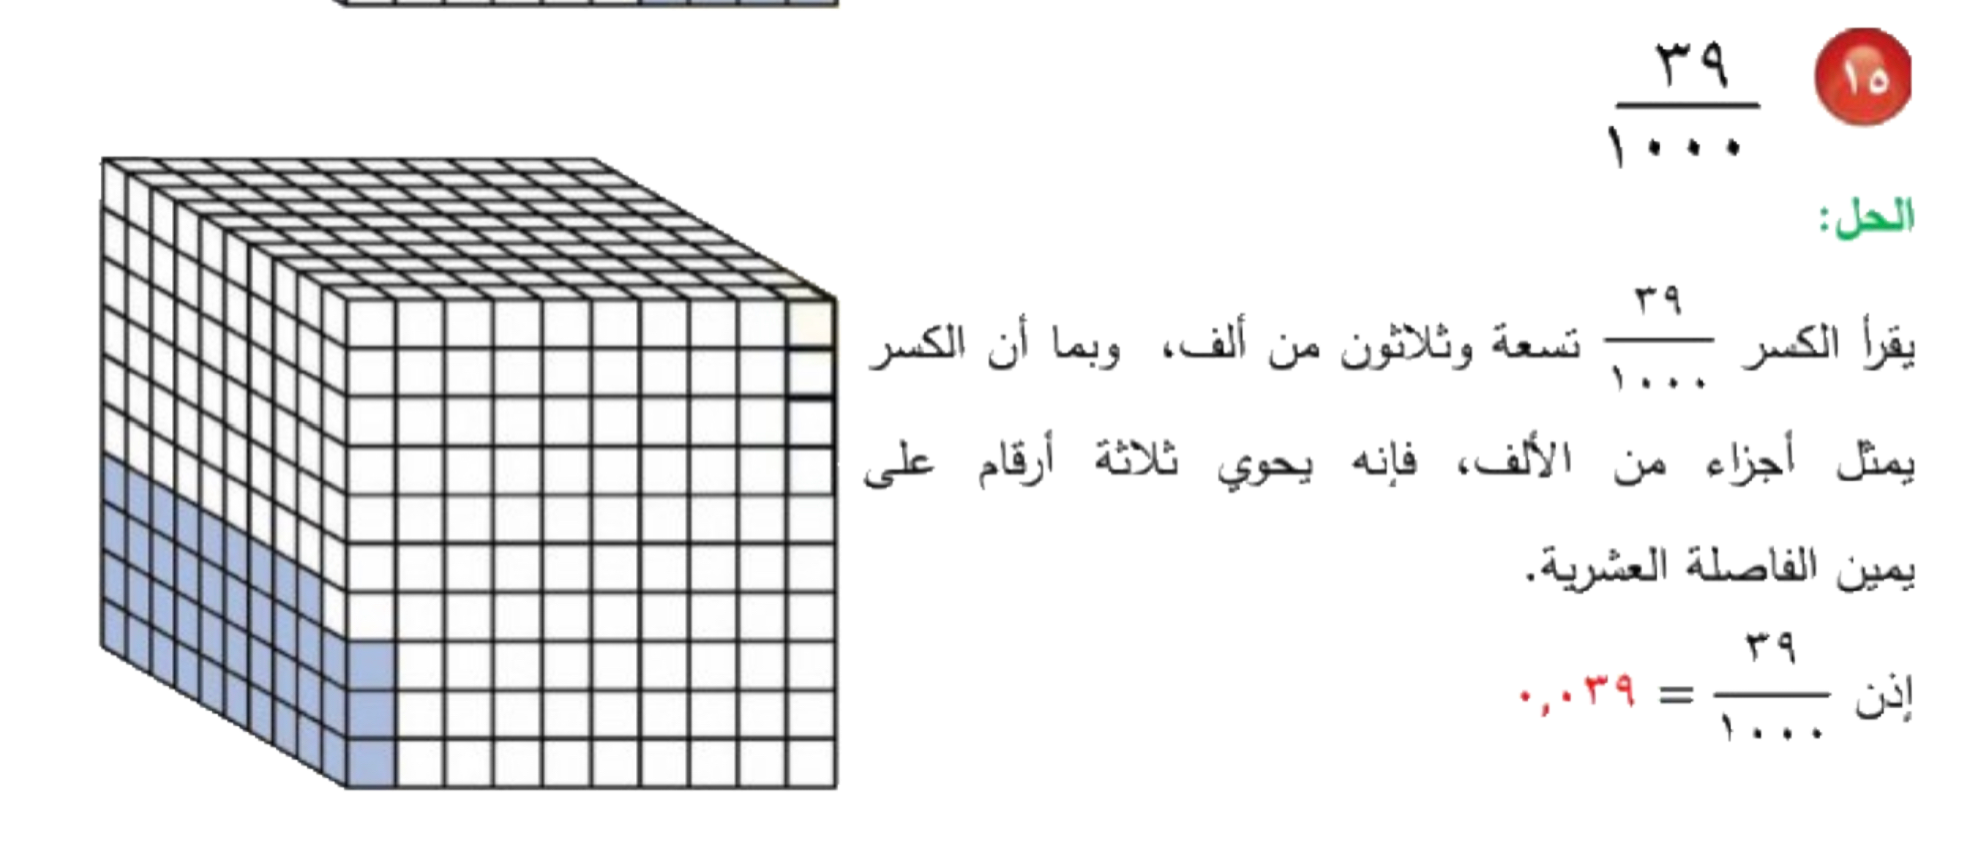 ١٥ ٣٩/١٠٠٠
الحل:
يقرأ الكسر ٣٩/١٠٠٠ تسعة وثلاثون من ألف، وبما أن الكسر
يمثل أجزاء من الألف، فإنه يحوي ثلاثة أرقام على
يمين الفاصلة العشرية.
إذن ٣٩/١٠٠٠ = ٠,٠٣٩